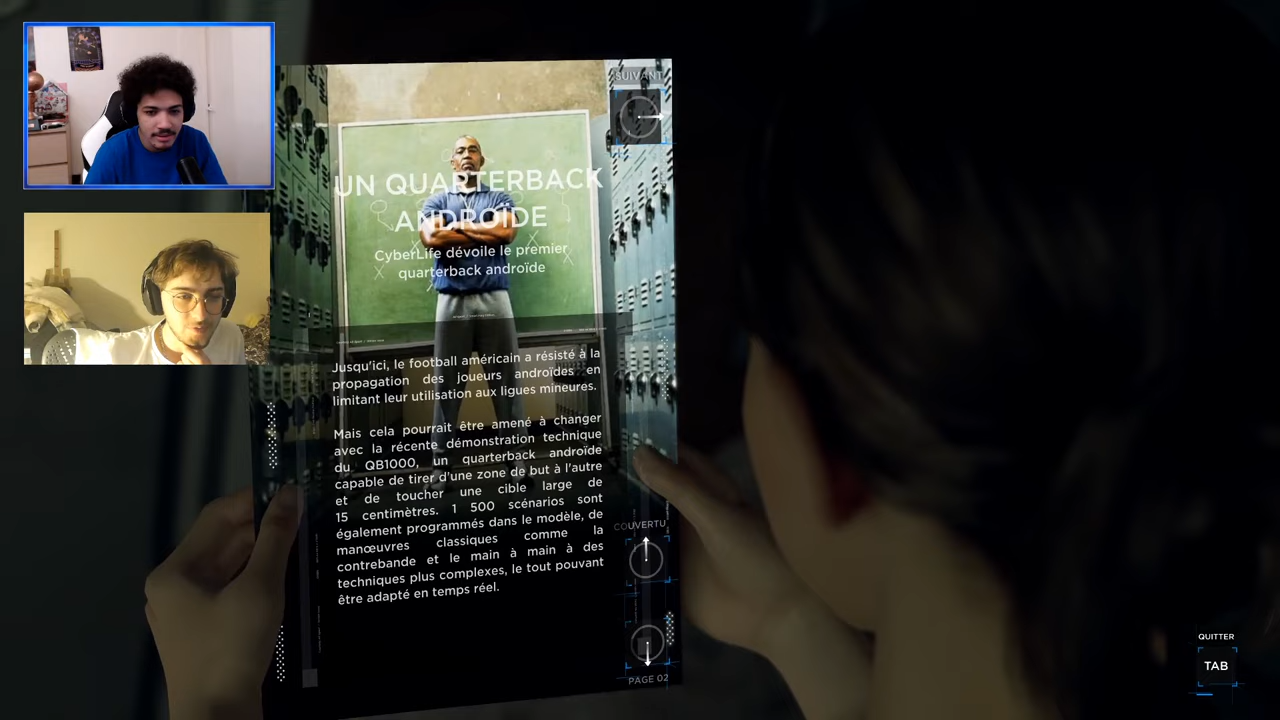 SUIVANT
UN QUARTERBACK
ANDROÏDE
CyberLife dévoile le premier
quarterback androïde
Jusqu'ici, le football américain a résisté à la
propagation des joueurs androïdes en
limitant leur utilisation aux ligues mineures.
Mais cela pourrait être amené à changer
avec la récente démonstration technique
du QB1000, un quarterback androïde
capable de tirer d'une zone de but à l'autre
et de toucher une cible large de
15 centimètres. 1 500 scénarios sont
également programmés dans le modèle, de
manœuvres classiques comme la
contrebande et le main à main à des
techniques plus complexes, le tout pouvant
être adapté en temps réel.
COUVERTU
PAGE 02
QUITTER
TAB